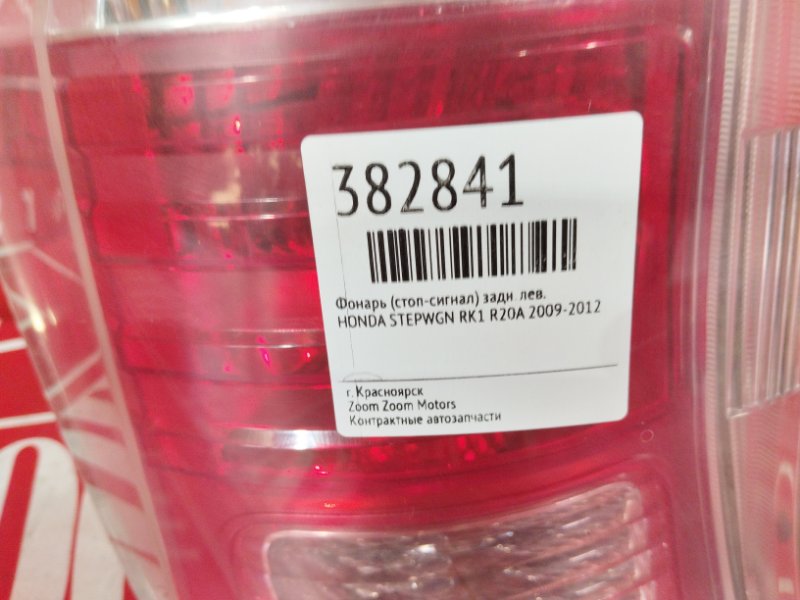 382841
Фонарь (стоп-сигнал) задн. лев.
HONDA STEPWGN RK1 R20A 2009-2012
г. Красноярск
Zoom Zoom Motors
Контрактные автозапчасти